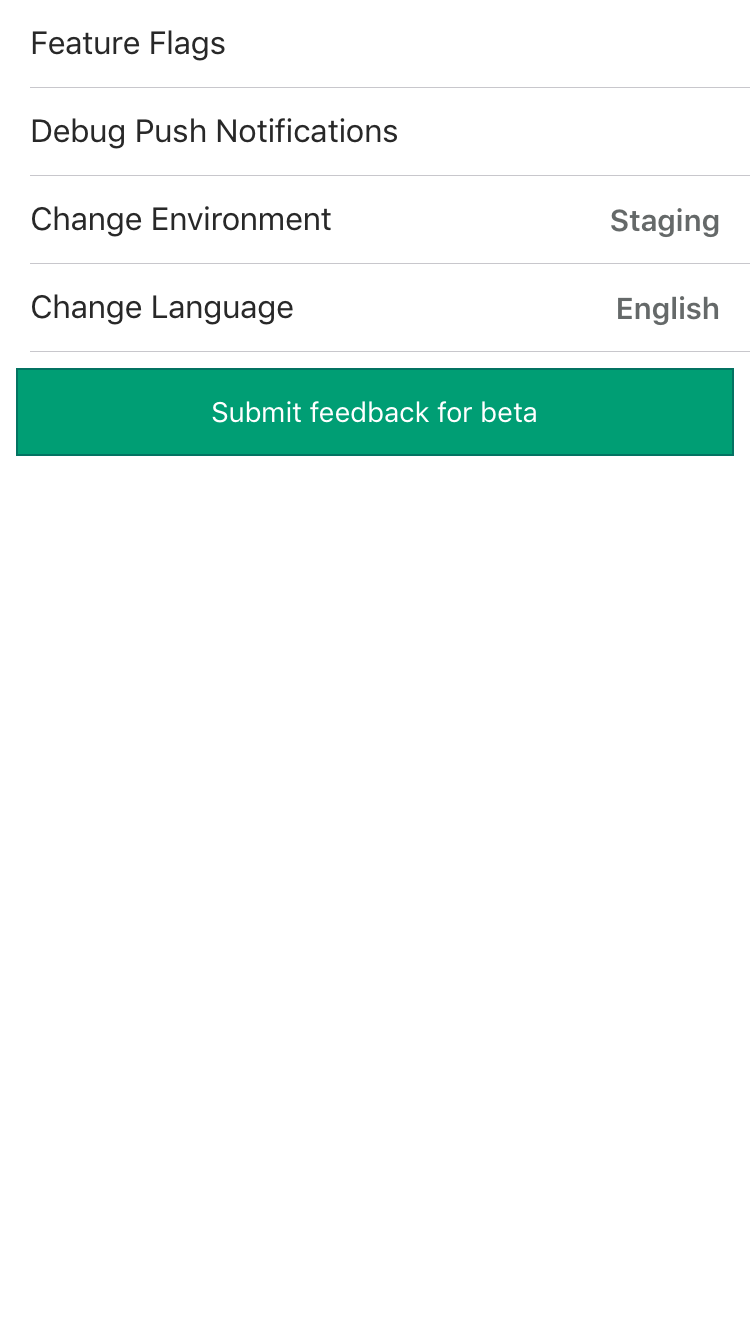 Feature Flags
Debug Push Notifications
Change Environment Staging
Change Language English
Submit feedback for beta